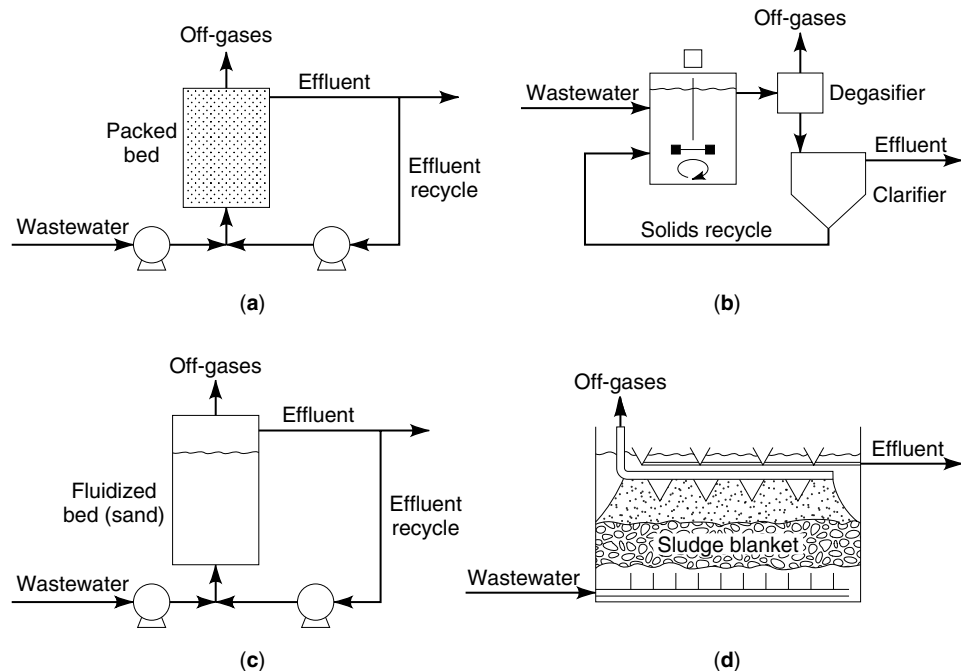 Off-gases
Effluent
Packed
bed
Effluent
recycle
Wastewater
(a)
Off-gases
Wastewater
Degasifier
Effluent
Clarifier
Solids recycle
(b)
Off-gases
Effluent
Fluidized
bed (sand)
Effluent
recycle
Wastewater
(c)
Off-gases
Effluent
Sludge blanket
Wastewater
(d)